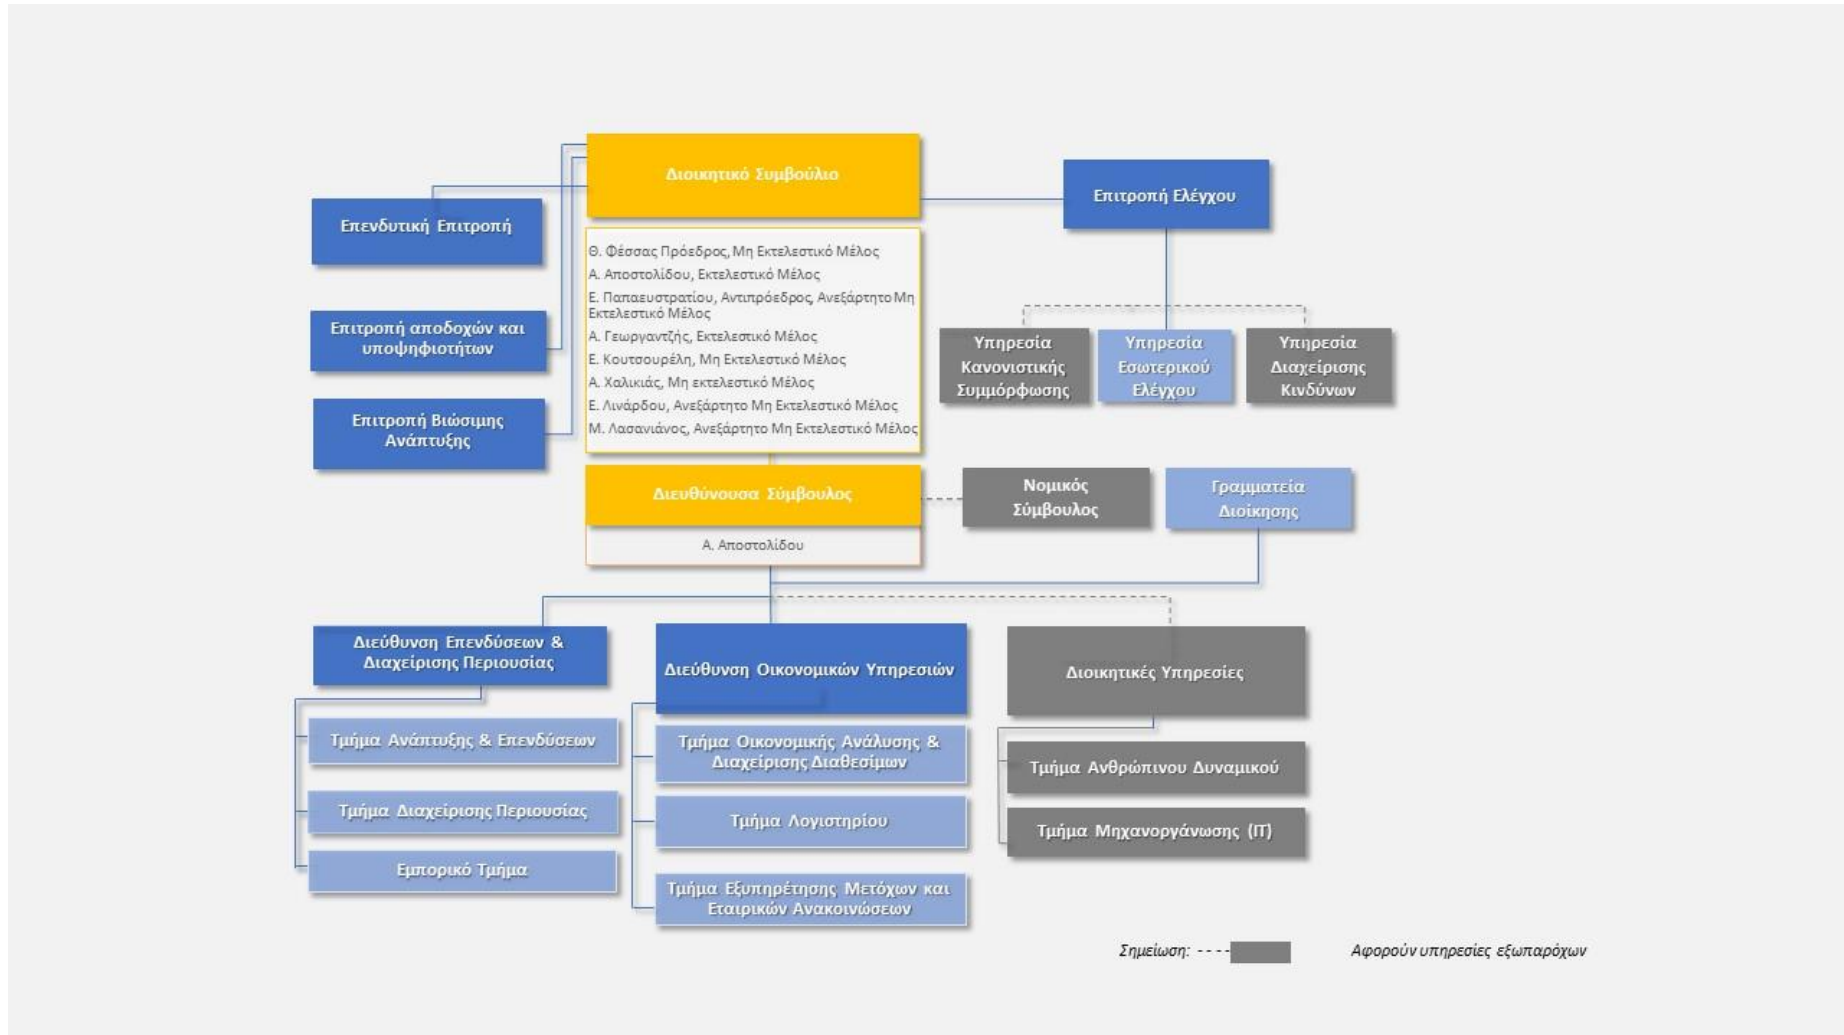 Διοικητικό Συμβούλιο
Επιτροπή Ελέγχου
Επενδυτική Επιτροπή
Θ. Φέσσας Πρόεδρος, Μη Εκτελεστικό Μέλος
Α. Αποστολίδου, Εκτελεστικό Μέλος
Ε. Παπαευστρατίου, Αντιπρόεδρος, Ανεξάρτητο Μη
Εκτελεστικό Μέλος
Α. Γεωργαντζής, Εκτελεστικό Μέλος
Ε. Κουτσουρέλη, Μη Εκτελεστικό Μέλος
Α. Χαλικιάς, Μη εκτελεστικό Μέλος
Ε. Λινάρδου, Ανεξάρτητο Μη Εκτελεστικό Μέλος
Μ. Λασανιάνος, Ανεξάρτητο Μη Εκτελεστικό Μέλος
Επιτροπή αποδοχών και
υποψηφιοτήτων
Επιτροπή Βιώσιμης
Ανάπτυξης
Υπηρεσία
Κανονιστικής
Συμμόρφωσης
Υπηρεσία
Εσωτερικού
Ελέγχου
Υπηρεσία
Διαχείρισης
Κινδύνων
Διευθύνουσα Σύμβουλος
Α. Αποστολίδου
Νομικός
Σύμβουλος
Γραμματεία
Διοίκησης
Διεύθυνση Επενδύσεων &
Διαχείρισης Περιουσίας
Τμήμα Ανάπτυξης & Επενδύσεων
Τμήμα Διαχείρισης Περιουσίας
Εμπορικό Τμήμα
Διεύθυνση Οικονομικών Υπηρεσιών
Τμήμα Οικονομικής Ανάλυσης &
Διαχείρισης Διαθεσίμων
Τμήμα Λογιστηρίου
Τμήμα Εξυπηρέτησης Μετόχων και
Εταιρικών Ανακοινώσεων
Διοικητικές Υπηρεσίες
Τμήμα Ανθρώπινου Δυναμικού
Τμήμα Μηχανοργάνωσης (IT)
Σημείωση: ----
Αφορούν υπηρεσίες εξωπαρόχων